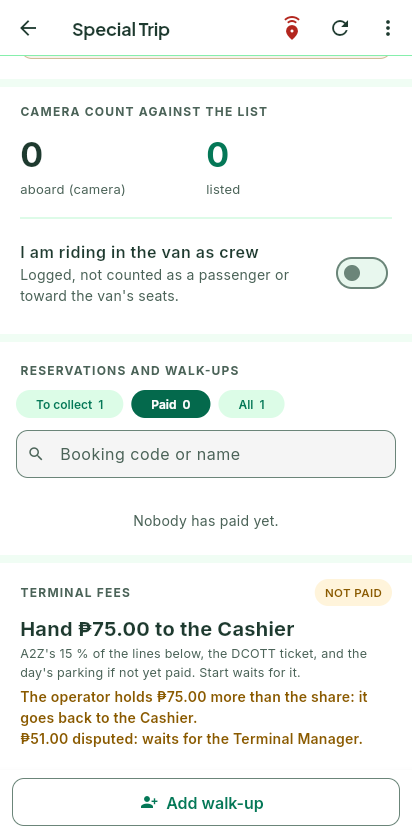 Special Trip
CAMERA COUNT AGAINST THE LIST
0 0
aboard (camera) listed
I am riding in the van as crew
Logged, not counted as a passenger or
toward the van's seats.
RESERVATIONS AND WALK-UPS
To collect 1 Paid 0 All 1
Booking code or name
Nobody has paid yet.
TERMINAL FEES NOT PAID
Hand ₱75.00 to the Cashier
A2Z's 15 % of the lines below, the DCOTT ticket, and the
day's parking if not yet paid. Start waits for it.
The operator holds ₱75.00 more than the share: it
goes back to the Cashier.
₱51.00 disputed: waits for the Terminal Manager.
Add walk-up